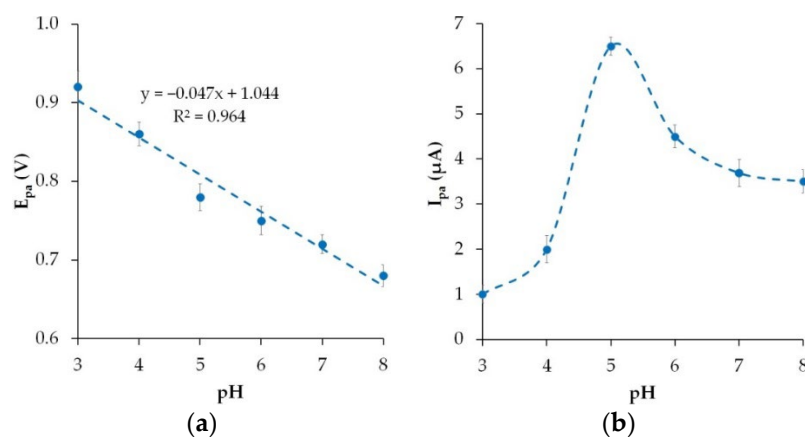 1.0
0.9
0.8
0.7
0.6
E_pa (V)
y = −0.047x + 1.044
R² = 0.964
3 4 5 6 7 8
pH
(a)
7
6
5
4
3
2
1
0
I_pa (μA)
3 4 5 6 7 8
pH
(b)